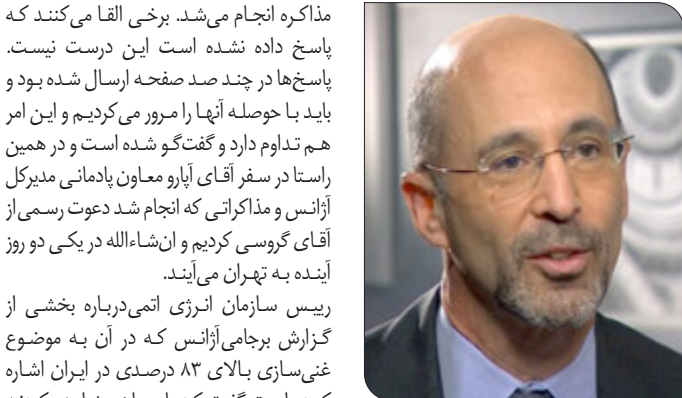 مذاکره انجام می‌شد. برخی القا می‌کنند که
پاسخ داده نشده است این درست نیست.
پاسخ‌ها در چند صد صفحه ارسال شده بود و
باید با حوصله آنها را مرور می‌کردیم و این امر
هم تداوم دارد و گفت‌گو شده است و در همین
راستا در سفر آقای آپارو معاون پادمانی مدیرکل
آژانس و مذاکراتی که انجام شد دعوت رسمی از
آقای گروسی کردیم و ان‌شاءالله در یکی دو روز
آینده به تهران می‌آیند.
رییس سازمان انرژی اتمی‌درباره بخشی از
گزارش برجامی‌آژانس که در آن به موضوع
غنی‌سازی بالای ۸۳ درصدی در ایران اشاره